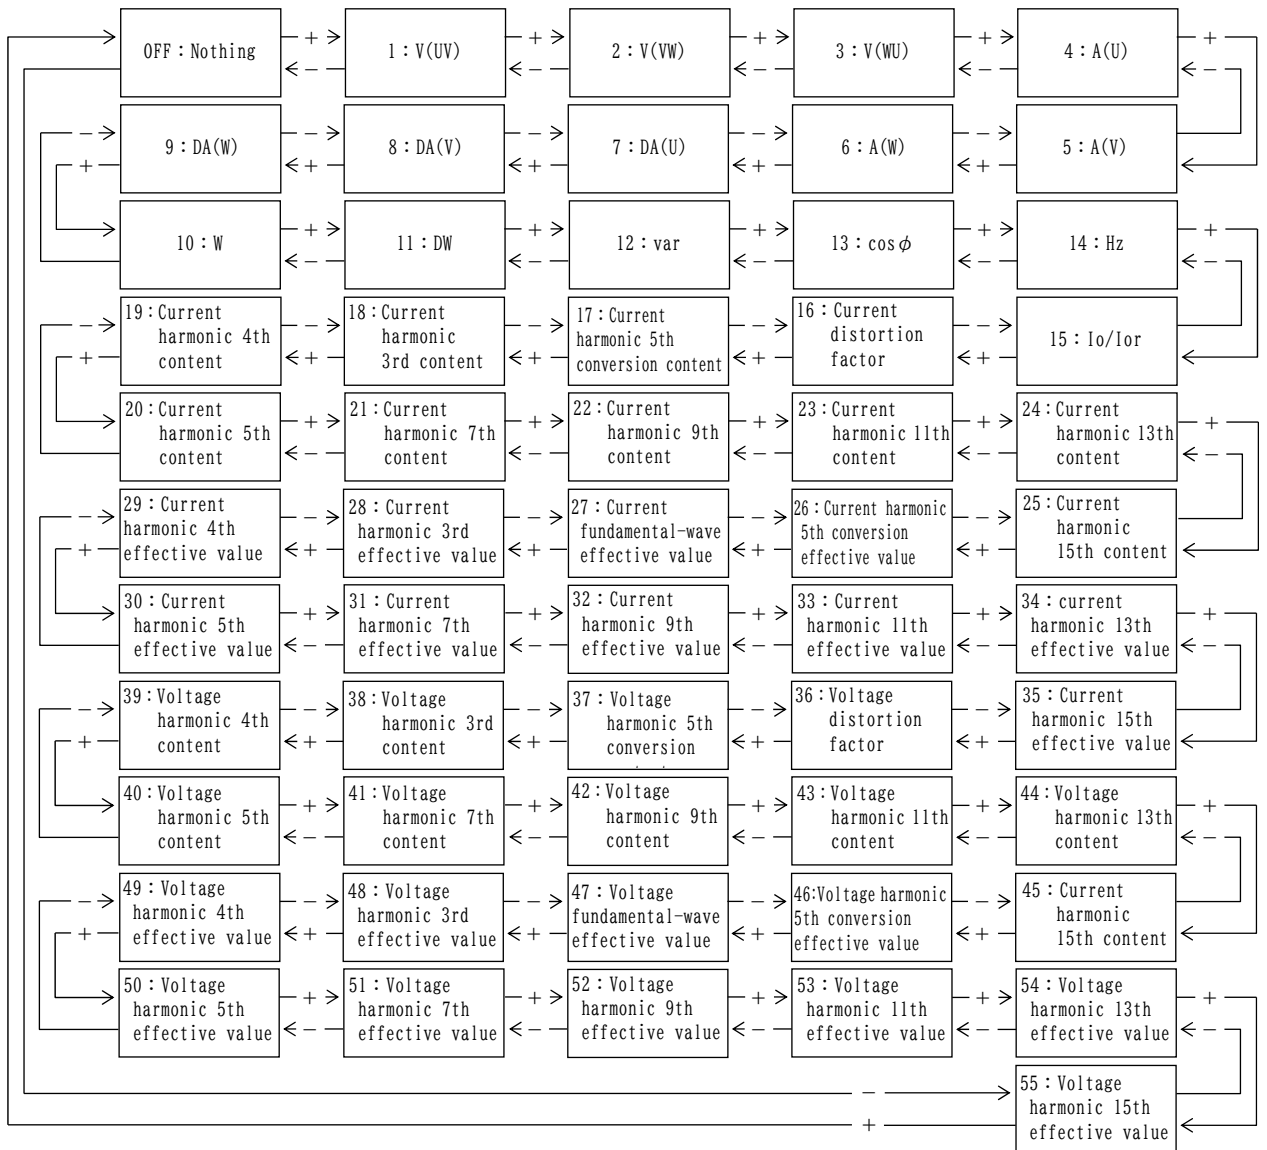 OFF：Nothing
+
−
1：V(UV)
+
−
2：V(VW)
+
−
3：V(WU)
+
−
4：A(U)
+
−
−
+
9：DA(W)
−
+
8：DA(V)
−
+
7：DA(U)
−
+
6：A(W)
−
+
5：A(V)
10：W
+
−
11：DW
+
−
12：var
+
−
13：cosφ
+
−
14：Hz
+
−
−
+
19：Current
harmonic 4th
content
−
+
18：Current
harmonic
3rd content
−
+
17：Current
harmonic 5th
conversion content
−
+
16：Current
distortion
factor
−
+
15：Io/Ior
20：Current
harmonic 5th
content
+
−
21：Current
harmonic 7th
content
+
−
22：Current
harmonic 9th
content
+
−
23：Current
harmonic 11th
content
+
−
24：Current
harmonic 13th
content
+
−
−
+
29：Current
harmonic 4th
effective value
−
+
28：Current
harmonic 3rd
effective value
−
+
27：Current
fundamental-wave
effective value
−
+
26：Current harmonic
5th conversion
effective value
−
+
25：Current
harmonic
15th content
30：Current
harmonic 5th
effective value
+
−
31：Current
harmonic 7th
effective value
+
−
32：Current
harmonic 9th
effective value
+
−
33：Current
harmonic 11th
effective value
+
−
34：current
harmonic 13th
effective value
+
−
−
+
39：Voltage
harmonic 4th
content
−
+
38：Voltage
harmonic 3rd
content
−
+
37：Voltage
harmonic 5th
conversion
−
+
36：Voltage
distortion
factor
−
+
35：Current
harmonic 15th
effective value
40：Voltage
harmonic 5th
content
+
−
41：Voltage
harmonic 7th
content
+
−
42：Voltage
harmonic 9th
content
+
−
43：Voltage
harmonic 11th
content
+
−
44：Voltage
harmonic 13th
content
+
−
−
+
49：Voltage
harmonic 4th
effective value
−
+
48：Voltage
harmonic 3rd
effective value
−
+
47：Voltage
fundamental-wave
effective value
−
+
46:Voltage harmonic
5th conversion
effective value
−
+
45：Current
harmonic
15th content
50：Voltage
harmonic 5th
effective value
+
−
51：Voltage
harmonic 7th
effective value
+
−
52：Voltage
harmonic 9th
effective value
+
−
53：Voltage
harmonic 11th
effective value
+
−
54：Voltage
harmonic 13th
effective value
+
−
−
+
55：Voltage
harmonic 15th
effective value